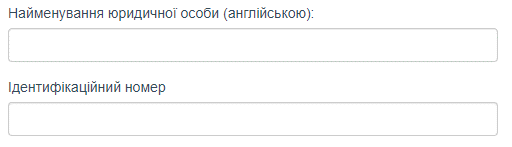 Найменування юридичної особи (англійською):
Ідентифікаційний номер